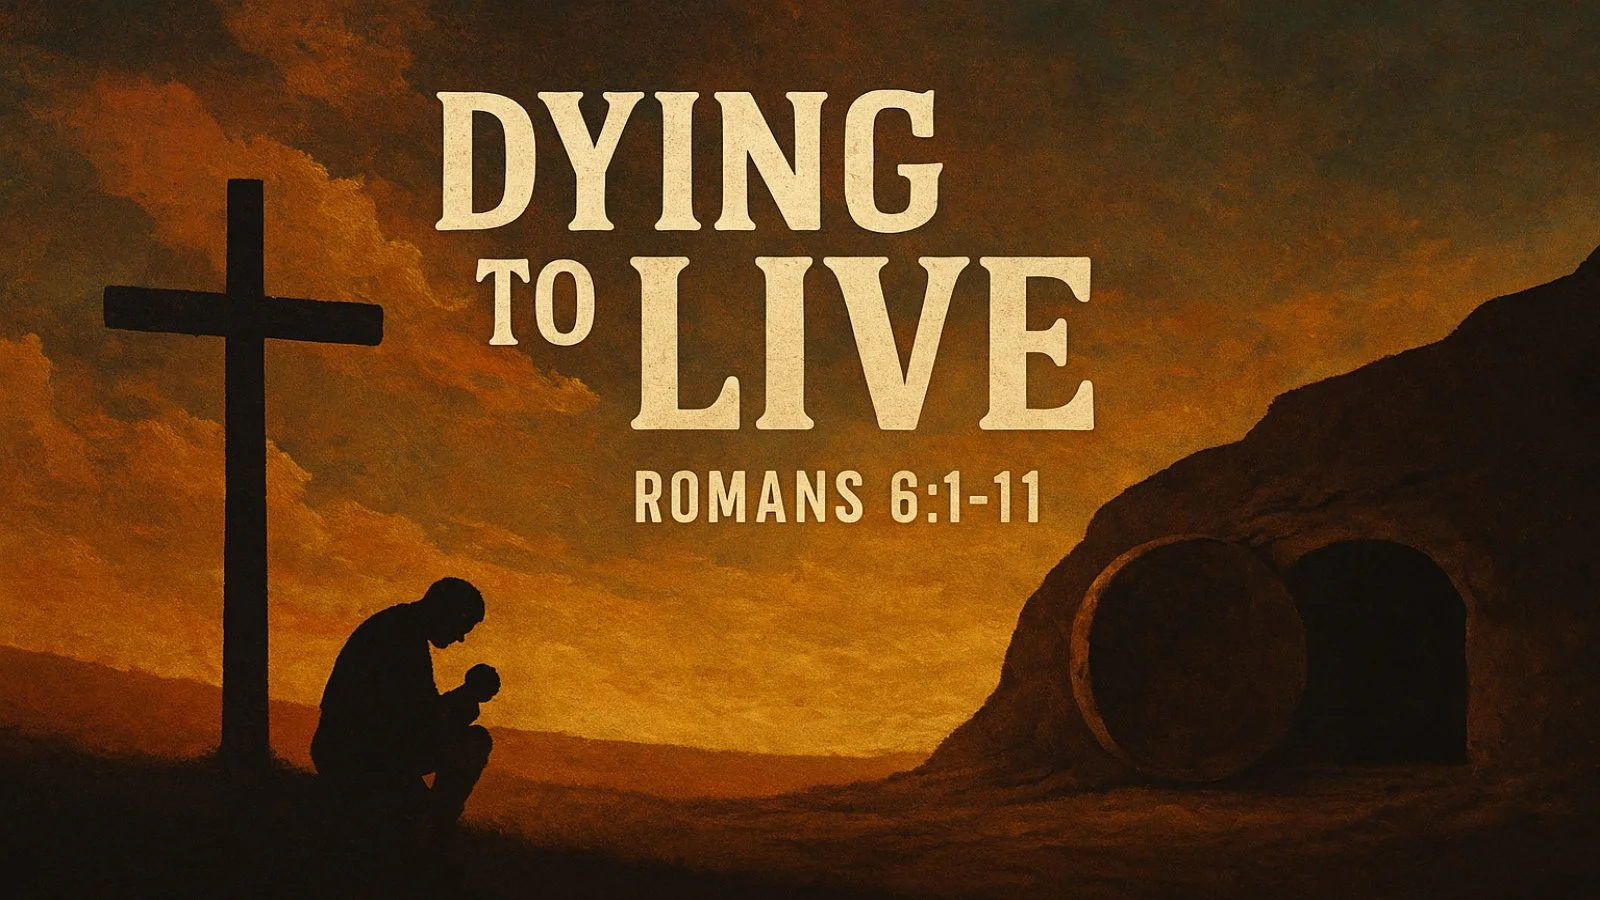 DYING
TO LIVE
ROMANS 6:1-11